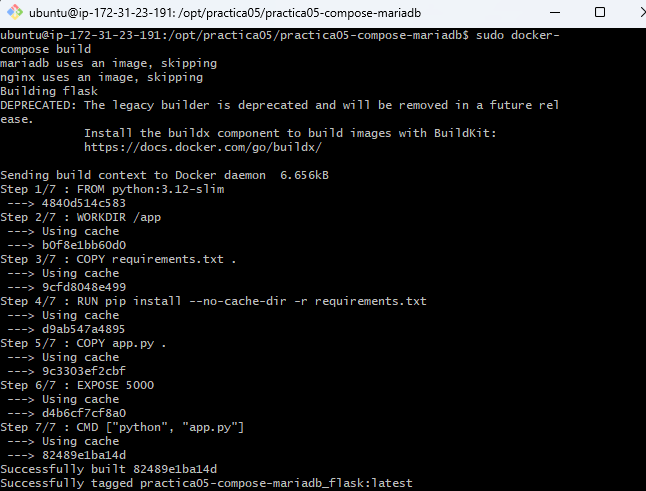 ubuntu@ip-172-31-23-191: /opt/practica05/practica05-compose-mariadb
ubuntu@ip-172-31-23-191:/opt/practica05/practica05-compose-mariadb$ sudo docker-
compose build
mariadb uses an image, skipping
nginx uses an image, skipping
Building flask
DEPRECATED: The legacy builder is deprecated and will be removed in a future rel
ease.
            Install the buildx component to build images with BuildKit:
            https://docs.docker.com/go/buildx/

Sending build context to Docker daemon  6.656kB
Step 1/7 : FROM python:3.12-slim
 ---> 4840d514c583
Step 2/7 : WORKDIR /app
 ---> Using cache
 ---> b0f8e1bb60d0
Step 3/7 : COPY requirements.txt .
 ---> Using cache
 ---> 9cfd8048e499
Step 4/7 : RUN pip install --no-cache-dir -r requirements.txt
 ---> Using cache
 ---> d9ab547a4895
Step 5/7 : COPY app.py .
 ---> Using cache
 ---> 9c3303ef2cbf
Step 6/7 : EXPOSE 5000
 ---> Using cache
 ---> d4b6cf7cf8a0
Step 7/7 : CMD ["python", "app.py"]
 ---> Using cache
 ---> 82489e1ba14d
Successfully built 82489e1ba14d
Successfully tagged practica05-compose-mariadb_flask:latest